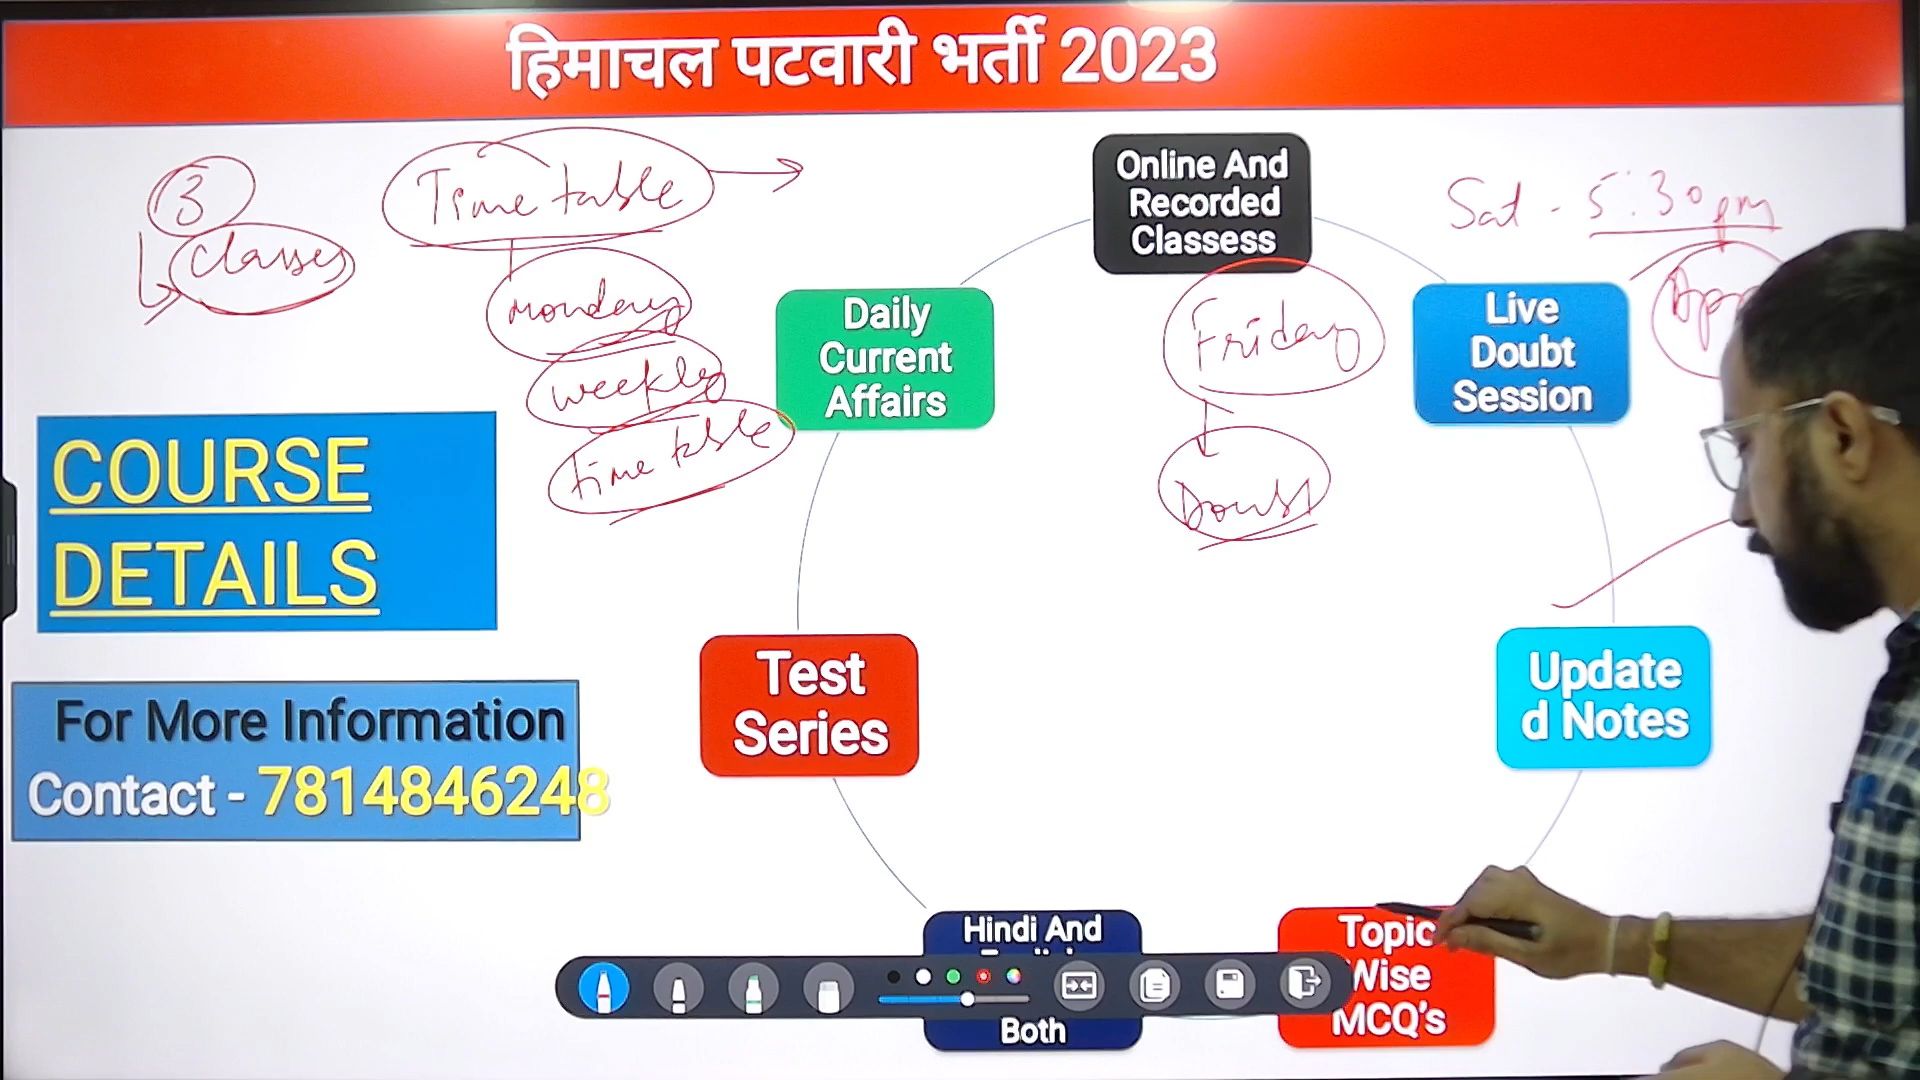 हिमाचल पटवारी भर्ती 2023
3
classes
Time table
monday
weekly
time table
Online And
Recorded
Classess
Sat - 5:30 pm
Daily
Current
Affairs
Friday
Doubt
Live
Doubt
Session
COURSE
DETAILS
Test
Series
Update
d Notes
For More Information
Contact - 7814846248
Hindi And
Both
Topic
Wise
MCQ's